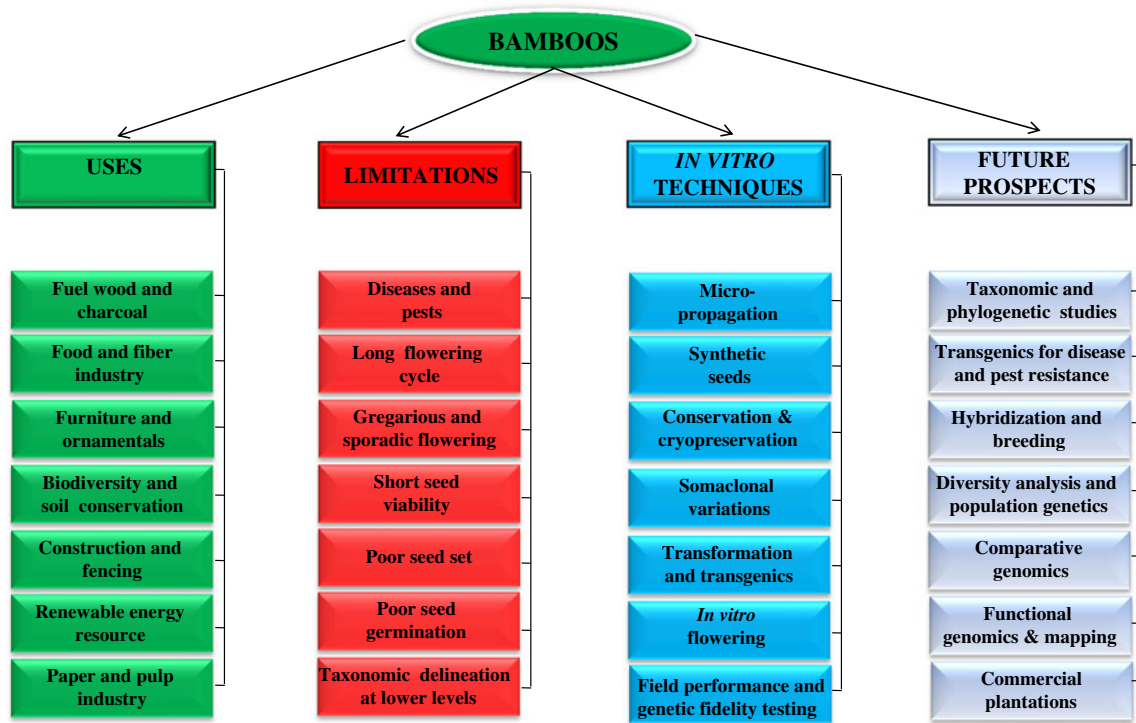 BAMBOOS
USES
Fuel wood and
charcoal
Food and fiber
industry
Furniture and
ornamentals
Biodiversity and
soil conservation
Construction and
fencing
Renewable energy
resource
Paper and pulp
industry
LIMITATIONS
Diseases and
pests
Long flowering
cycle
Gregarious and
sporadic flowering
Short seed
viability
Poor seed set
Poor seed
germination
Taxonomic delineation
at lower levels
IN VITRO
TECHNIQUES
Micro-
propagation
Synthetic
seeds
Conservation &
cryopreservation
Somaclonal
variations
Transformation
and transgenics
In vitro
flowering
Field performance and
genetic fidelity testing
FUTURE
PROSPECTS
Taxonomic and
phylogenetic studies
Transgenics for disease
and pest resistance
Hybridization and
breeding
Diversity analysis and
population genetics
Comparative
genomics
Functional
genomics & mapping
Commercial
plantations